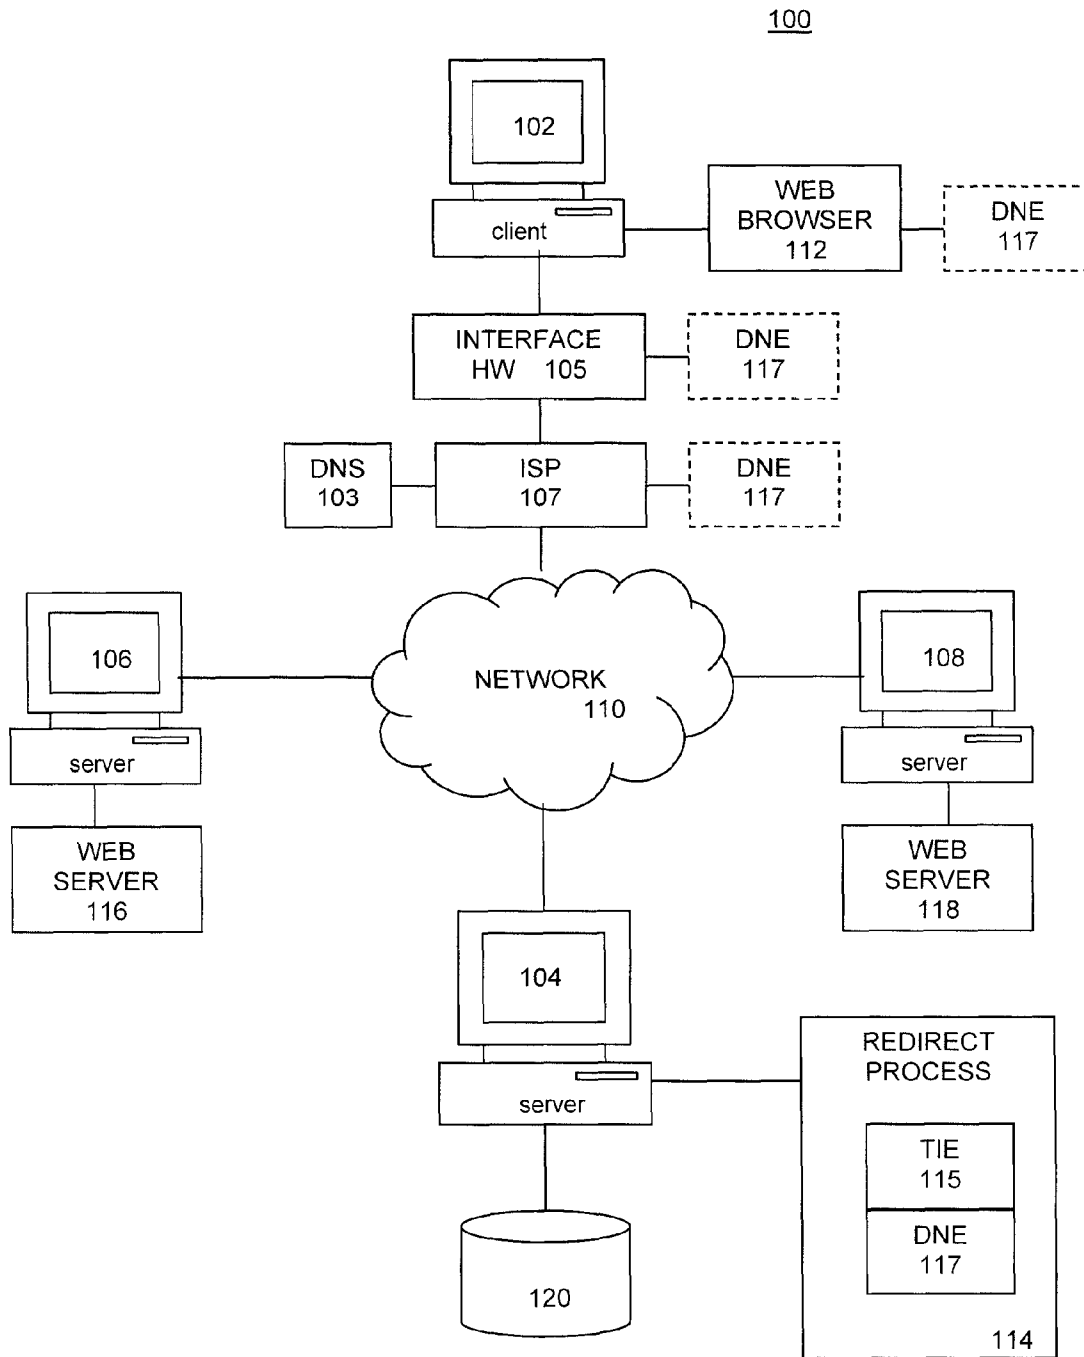 100
102
client
WEB
BROWSER
112
DNE
117
INTERFACE
HW 105
DNE
117
DNS
103
ISP
107
DNE
117
106
server
NETWORK
110
108
server
WEB
SERVER
116
WEB
SERVER
118
104
server
REDIRECT
PROCESS
TIE
115
DNE
117
114
120